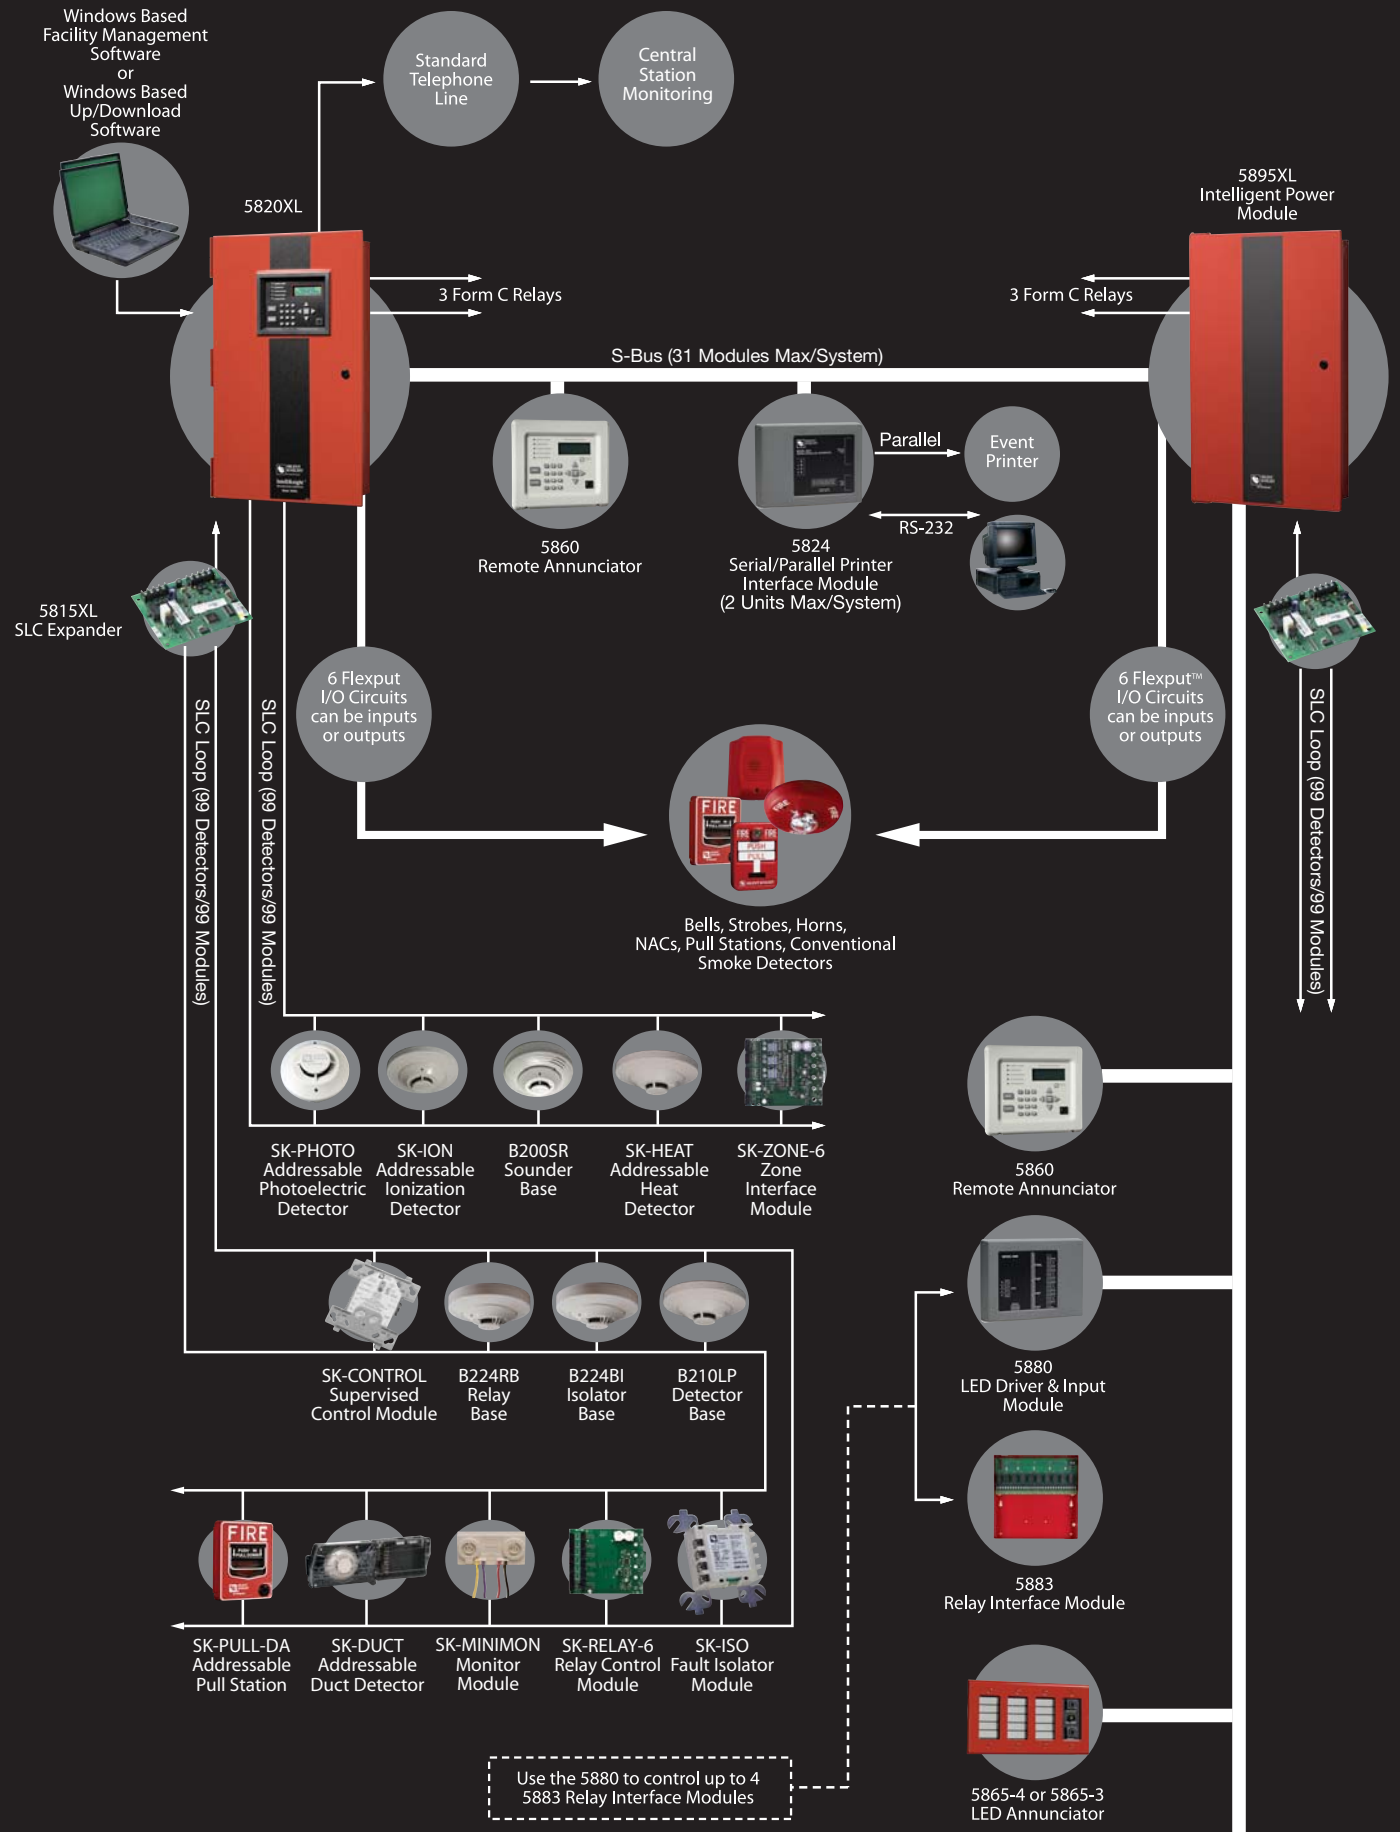 Windows Based
Facility Management
Software
or
Windows Based
Up/Download
Software
Standard
Telephone
Line
Central
Station
Monitoring
5820XL
5895XL
Intelligent Power
Module
3 Form C Relays
3 Form C Relays
S-Bus (31 Modules Max/System)
5860
Remote Annunciator
5824
Serial/Parallel Printer
Interface Module
(2 Units Max/System)
Parallel
Event
Printer
RS-232
5815XL
SLC Expander
6 Flexput
I/O Circuits
can be inputs
or outputs
6 Flexput™
I/O Circuits
can be inputs
or outputs
SLC Loop (99 Detectors/99 Modules)
SLC Loop (99 Detectors/99 Modules)
SLC Loop (99 Detectors/99 Modules)
FIRE
FIRE
FIRE
FIRE
FIRE
PUSH
PULL
Bells, Strobes, Horns,
NACs, Pull Stations, Conventional
Smoke Detectors
SK-PHOTO
Addressable
Photoelectric
Detector
SK-ION
Addressable
Ionization
Detector
B200SR
Sounder
Base
SK-HEAT
Addressable
Heat
Detector
SK-ZONE-6
Zone
Interface
Module
5860
Remote Annunciator
SK-CONTROL
Supervised
Control Module
B224RB
Relay
Base
B224BI
Isolator
Base
B210LP
Detector
Base
5880
LED Driver & Input
Module
5883
Relay Interface Module
FIRE
SK-PULL-DA
Addressable
Pull Station
SK-DUCT
Addressable
Duct Detector
SK-MINIMON
Monitor
Module
SK-RELAY-6
Relay Control
Module
SK-ISO
Fault Isolator
Module
Use the 5880 to control up to 4
5883 Relay Interface Modules
5865-4 or 5865-3
LED Annunciator